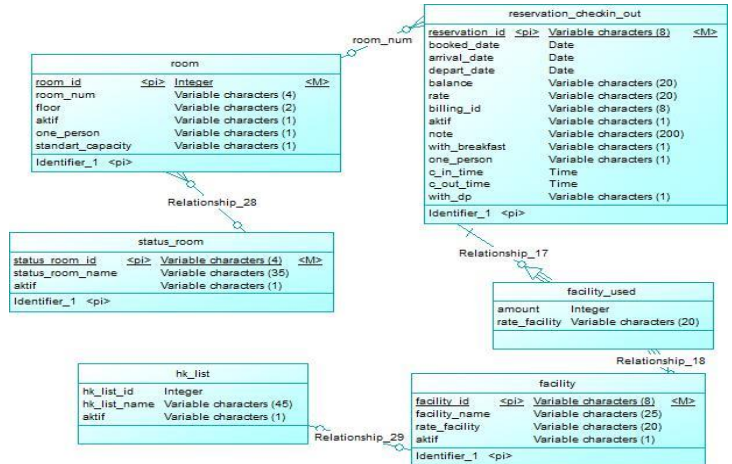 reservation_checkin_out
reservation_id <pi> Variable characters (8) <M>
booked_date Date
arrival_date Date
depart_date Date
balance Variable characters (20)
rate Variable characters (20)
billing_id Variable characters (8)
aktif Variable characters (1)
note Variable characters (200)
with_breakfast Variable characters (1)
one_person Variable characters (1)
c_in_time Time
c_out_time Time
with_dp Variable characters (1)
Identifier_1 <pi>
room_num
room
room_id <pi> Integer <M>
room_num Variable characters (4)
floor Variable characters (2)
aktif Variable characters (1)
one_person Variable characters (1)
standart_capacity Variable characters (1)
Identifier_1 <pi>
Relationship_28
status_room
status_room_id <pi> Variable characters (4) <M>
status_room_name Variable characters (35)
aktif Variable characters (1)
Identifier_1 <pi>
Relationship_17
facility_used
amount Integer
rate_facility Variable characters (20)
Relationship_18
hk_list
hk_list_id Integer
hk_list_name Variable characters (45)
aktif Variable characters (1)
Relationship_29
facility
facility_id <pi> Variable characters (8) <M>
facility_name Variable characters (25)
rate_facility Variable characters (20)
aktif Variable characters (1)
Identifier_1 <pi>